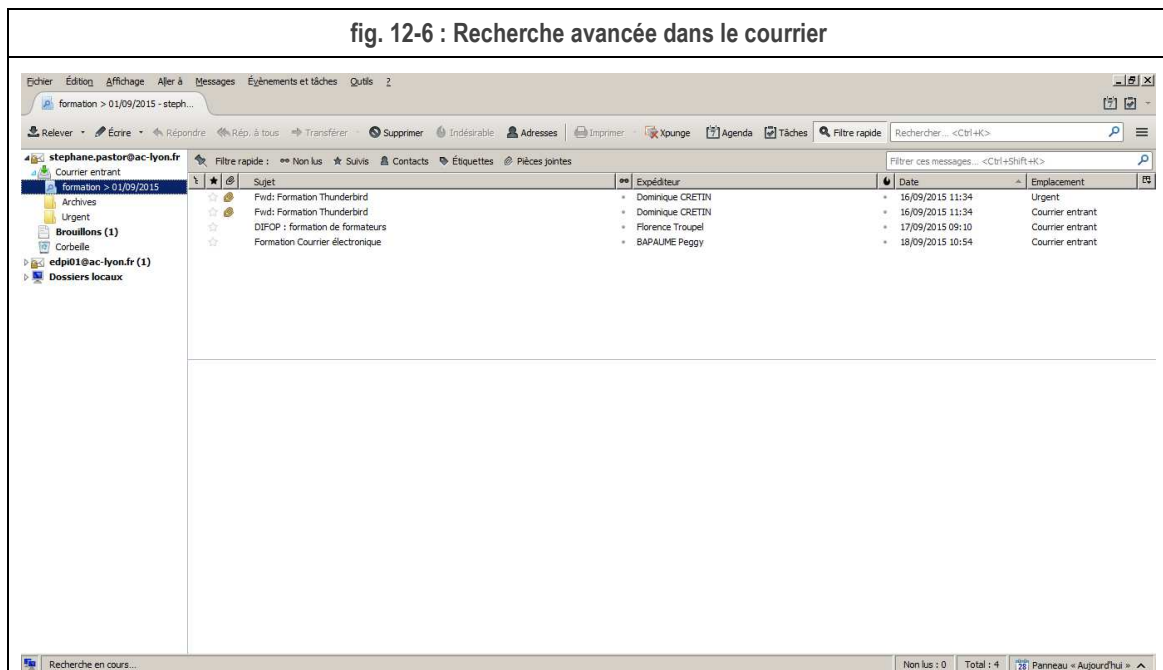 fig. 12-6 : Recherche avancée dans le courrier
Fichier Édition Affichage Aller à Messages Évènements et tâches Outils ?
formation > 01/09/2015 - steph...
Relever Écrire Répondre Rép. à tous Transférer Supprimer Indésirable Adresses Imprimer Xpunge Agenda Tâches Filtre rapide Rechercher... <Ctrl+K>
stephane.pastor@ac-lyon.fr Filtre rapide : Non lus Suivis Contacts Étiquettes Pièces jointes Filtrer ces messages... <Ctrl+Shift+K>
Courrier entrant
Sujet Expéditeur Date Emplacement
formation > 01/09/2015
Fwd: Formation Thunderbird Dominique CRETIN 16/09/2015 11:34 Urgent
Archives
Fwd: Formation Thunderbird Dominique CRETIN 16/09/2015 11:34 Courrier entrant
Urgent
DIFOP : formation de formateurs Florence Troupel 17/09/2015 09:10 Courrier entrant
Brouillons (1)
Formation Courrier électronique BAPAUME Peggy 18/09/2015 10:54 Courrier entrant
Corbeille
edpi01@ac-lyon.fr (1)
Dossiers locaux
Recherche en cours... Non lus : 0 Total : 4 28 Panneau « Aujourd'hui »